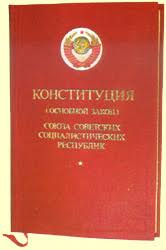 КОНСТИТУЦИЯ
(ОСНОВНОЙ ЗАКОН)
СОЮЗА СОВЕТСКИХ
СОЦИАЛИСТИЧЕСКИХ
РЕСПУБЛИК